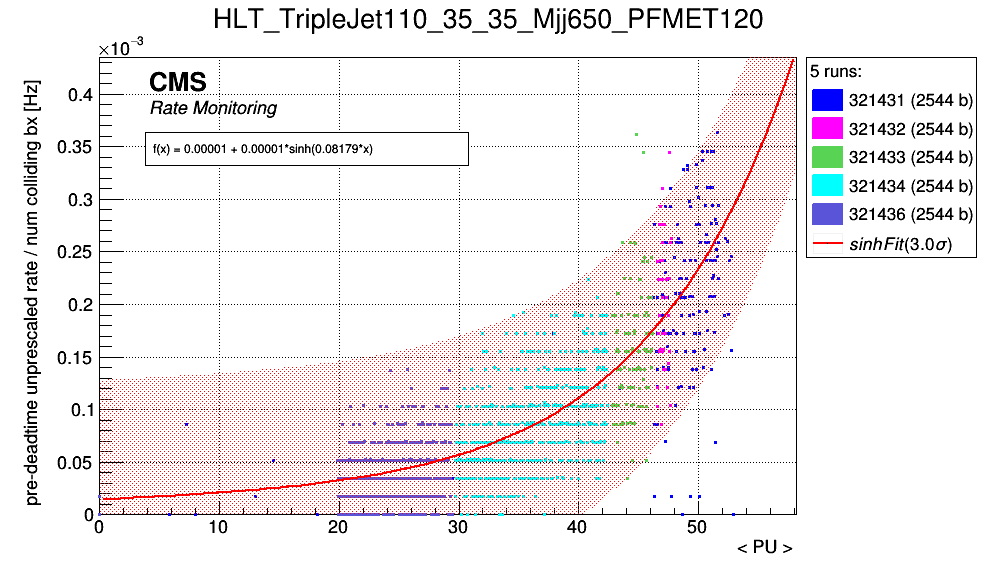 HLT_TripleJet110_35_35_Mjj650_PFMET120
×10⁻³
CMS
Rate Monitoring
f(x) = 0.00001 + 0.00001*sinh(0.08179*x)
pre-deadtime unprescaled rate / num colliding bx [Hz]
0.4
0.35
0.3
0.25
0.2
0.15
0.1
0.05
0
0 10 20 30 40 50
< PU >
5 runs:
321431 (2544 b)
321432 (2544 b)
321433 (2544 b)
321434 (2544 b)
321436 (2544 b)
sinhFit(3.0σ)